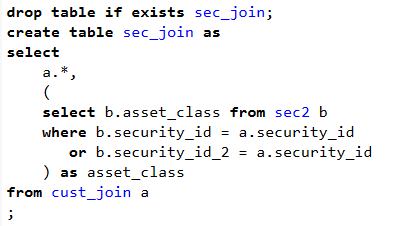 drop table if exists sec_join;
create table sec_join as
select
    a.*,
    (
    select b.asset_class from sec2 b
    where b.security_id = a.security_id
       or b.security_id_2 = a.security_id
    ) as asset_class
from cust_join a
;